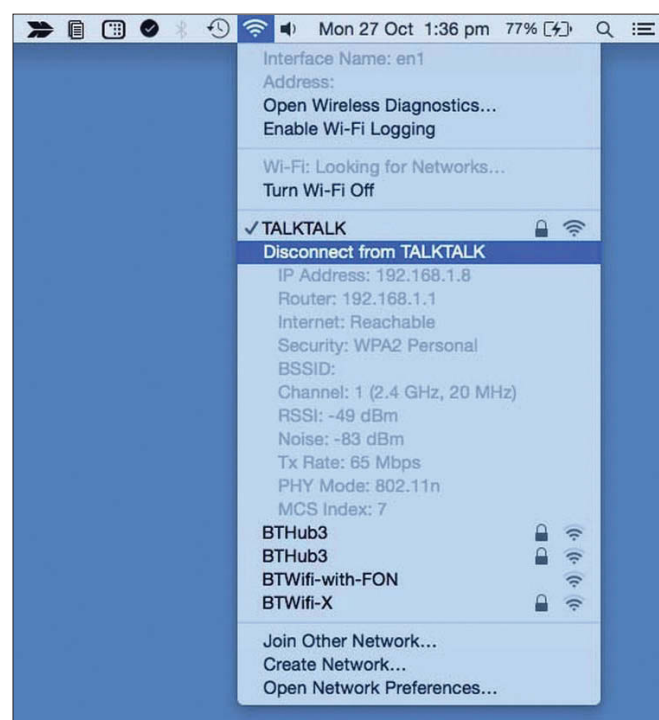 Mon 27 Oct 1:36 pm 77%
Interface Name: en1
Address:
Open Wireless Diagnostics...
Enable Wi-Fi Logging
Wi-Fi: Looking for Networks...
Turn Wi-Fi Off
✓ TALKTALK
Disconnect from TALKTALK
IP Address: 192.168.1.8
Router: 192.168.1.1
Internet: Reachable
Security: WPA2 Personal
BSSID:
Channel: 1 (2.4 GHz, 20 MHz)
RSSI: -49 dBm
Noise: -83 dBm
Tx Rate: 65 Mbps
PHY Mode: 802.11n
MCS Index: 7
BTHub3
BTHub3
BTWifi-with-FON
BTWifi-X
Join Other Network...
Create Network...
Open Network Preferences...